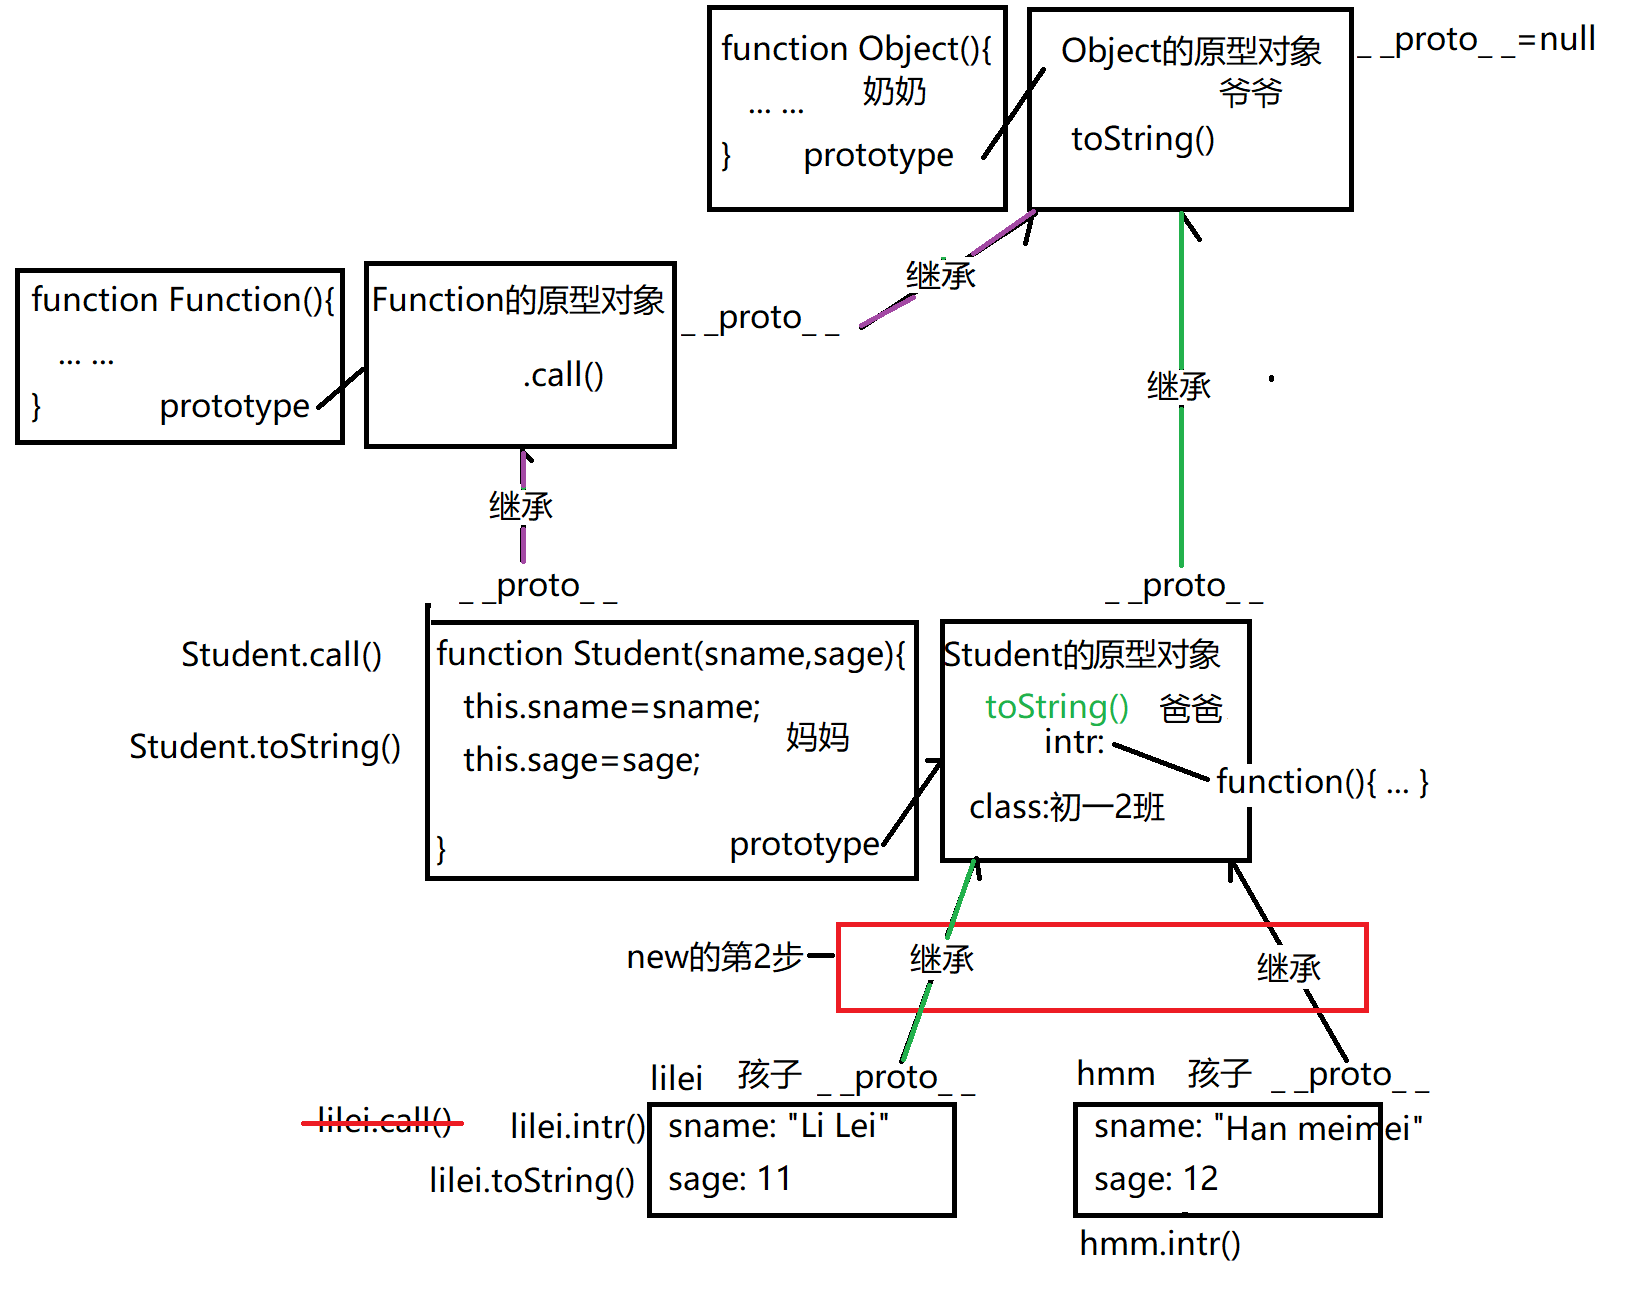 function Object(){
奶奶
... ...
} prototype
Object的原型对象
爷爷
toString()
_ _proto_ _=null
继承
function Function(){
... ...
} prototype
Function的原型对象
.call()
_ _proto_ _
继承
继承
_ _proto_ _
_ _proto_ _
Student.call()
Student.toString()
function Student(sname,sage){
this.sname=sname;
妈妈
this.sage=sage;
prototype
}
Student的原型对象
toString() 爸爸
intr:
function(){ ... }
class:初一2班
new的第2步
继承
继承
lilei 孩子 _ _proto_ _
hmm 孩子 _ _proto_ _
lilei.call()
lilei.intr()
lilei.toString()
sname: "Li Lei"
sage: 11
sname: "Han meimei"
sage: 12
hmm.intr()